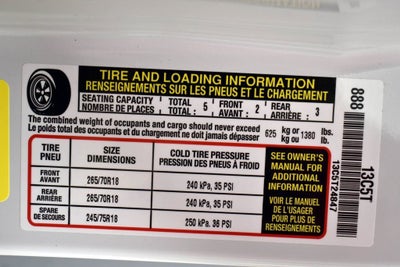 TIRE AND LOADING INFORMATION
RENSEIGNEMENTS SUR LES PNEUS ET LE CHARGEMENT
SEATING CAPACITY TOTAL 5 FRONT 2 REAR 3
NOMBRE DE PLACES TOTAL : AVANT : ARRIÈRE :
The combined weight of occupants and cargo should never exceed 625 kg or 1380 lbs.
Le poids total des occupants et du chargement ne doit jamais dépasser kg ou lb.
TIRE SIZE COLD TIRE PRESSURE
PNEU DIMENSIONS PRESSION DES PNEUS À FROID
FRONT
AVANT 265/70R18 240 kPa, 35 PSI
REAR
ARRIÈRE 265/70R18 240 kPa, 35 PSI
SPARE
DE SECOURS 245/75R18 250 kPa, 36 PSI
SEE OWNER'S
MANUAL FOR
ADDITIONAL
INFORMATION
VOIR LE MANUEL
DE L'USAGER
POUR PLUS DE
RENSEIGNEMENTS
888
13C5T
13C5T24847